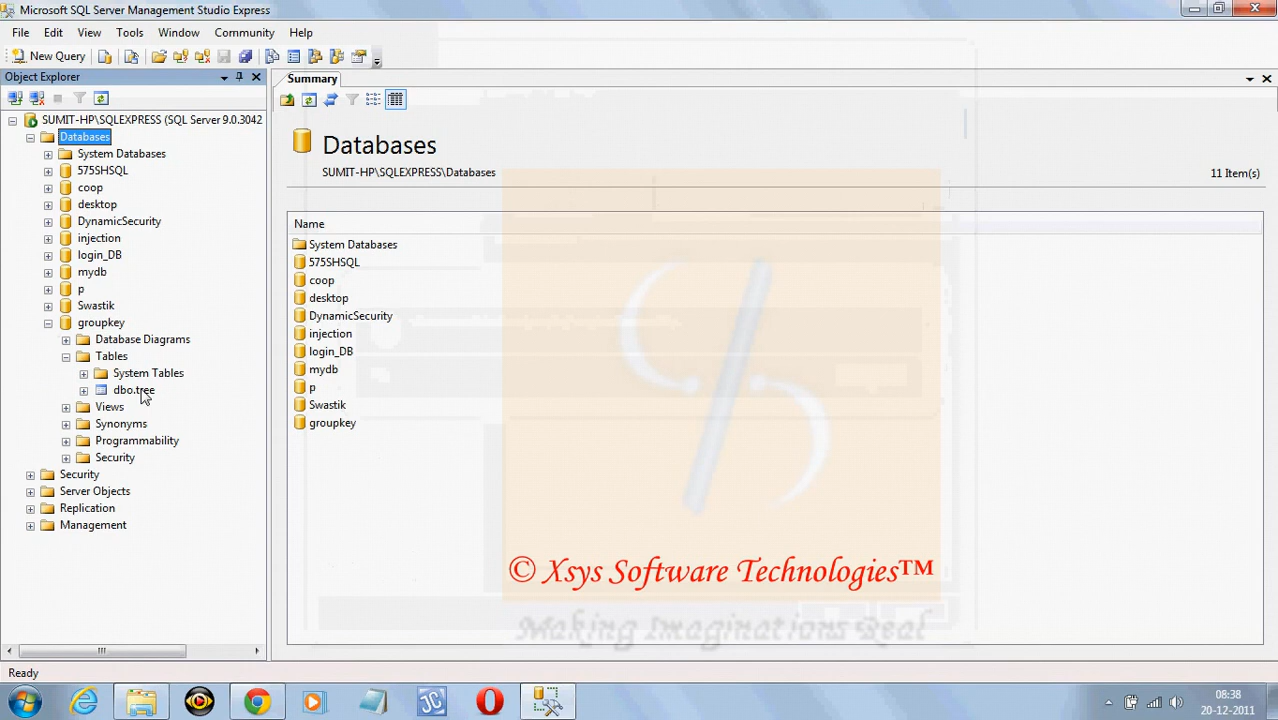 Microsoft SQL Server Management Studio Express
File Edit View Tools Window Community Help
New Query
Object Explorer
Summary
SUMIT-HP\SQLEXPRESS (SQL Server 9.0.3042
Databases
System Databases
575SHSQL
coop
desktop
DynamicSecurity
injection
login_DB
mydb
p
Swastik
groupkey
Database Diagrams
Tables
System Tables
dbo.tree
Views
Synonyms
Programmability
Security
Security
Server Objects
Replication
Management
Databases
SUMIT-HP\SQLEXPRESS\Databases
11 Item(s)
Name
System Databases
575SHSQL
coop
desktop
DynamicSecurity
injection
login_DB
mydb
p
Swastik
groupkey
© Xsys Software Technologies™
Making Imaginations Real
Ready
08:38
20-12-2011